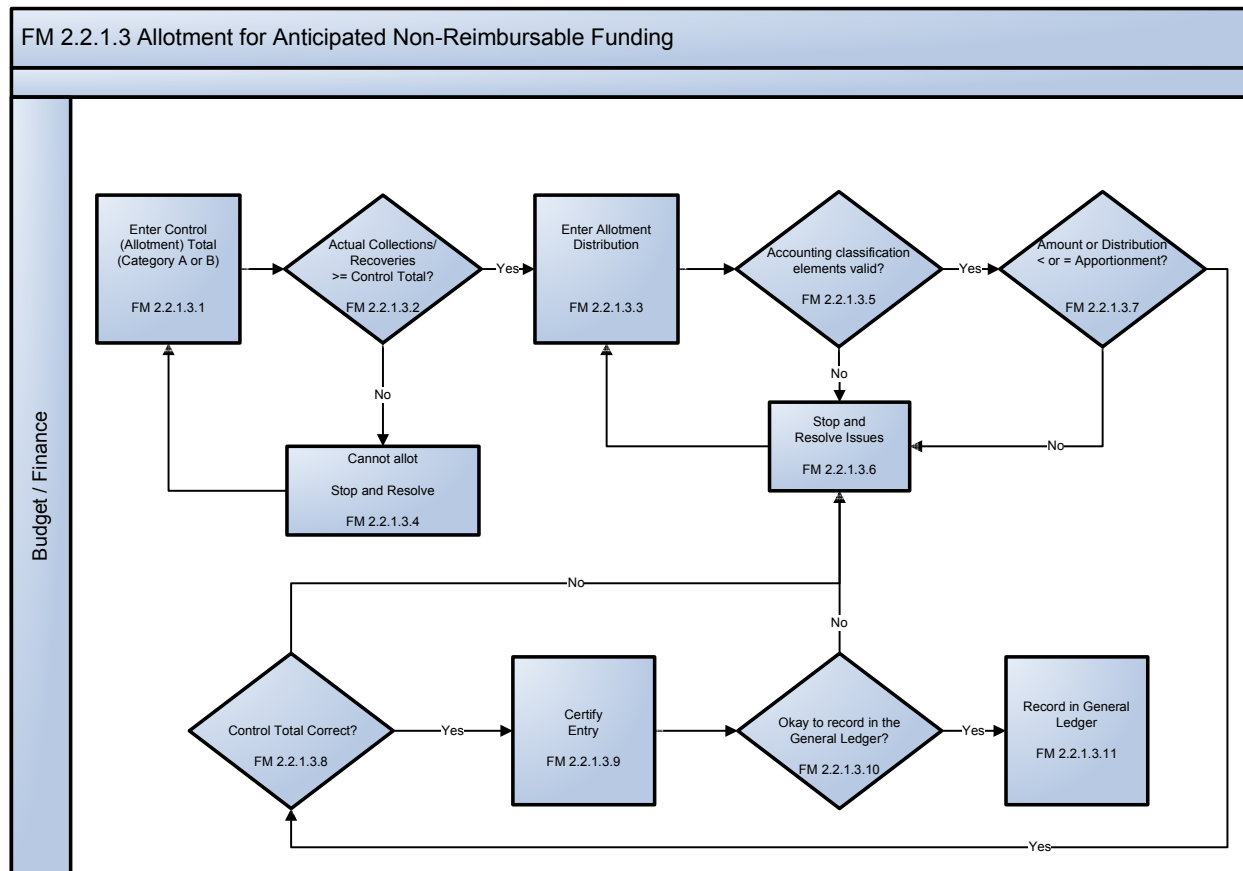 FM 2.2.1.3 Allotment for Anticipated Non-Reimbursable Funding
Budget / Finance
Enter Control
(Allotment) Total
(Category A or B)
FM 2.2.1.3.1
Actual Collections/
Recoveries
>= Control Total?
FM 2.2.1.3.2
Yes
No
Cannot allot
Stop and Resolve
FM 2.2.1.3.4
Enter Allotment
Distribution
FM 2.2.1.3.3
Accounting classification
elements valid?
FM 2.2.1.3.5
Yes
No
Amount or Distribution
< or = Apportionment?
FM 2.2.1.3.7
No
Stop and
Resolve Issues
FM 2.2.1.3.6
No
No
Control Total Correct?
FM 2.2.1.3.8
Yes
Certify
Entry
FM 2.2.1.3.9
Okay to record in the
General Ledger?
FM 2.2.1.3.10
Yes
Record in General
Ledger
FM 2.2.1.3.11
Yes